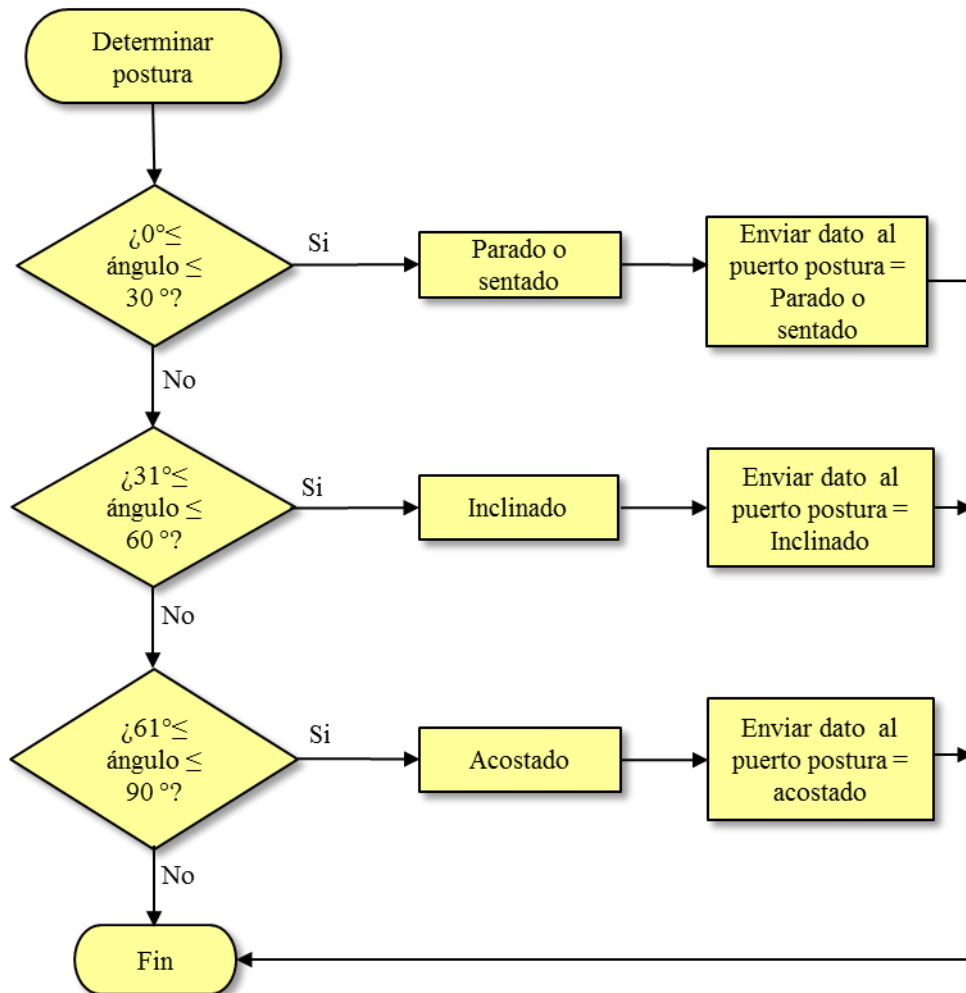 Determinar
postura
¿0°≤
ángulo ≤
30 °?
Si
Parado o
sentado
Enviar dato al
puerto postura =
Parado o
sentado
No
¿31°≤
ángulo ≤
60 °?
Si
Inclinado
Enviar dato al
puerto postura =
Inclinado
No
¿61°≤
ángulo ≤
90 °?
Si
Acostado
Enviar dato al
puerto postura =
acostado
No
Fin